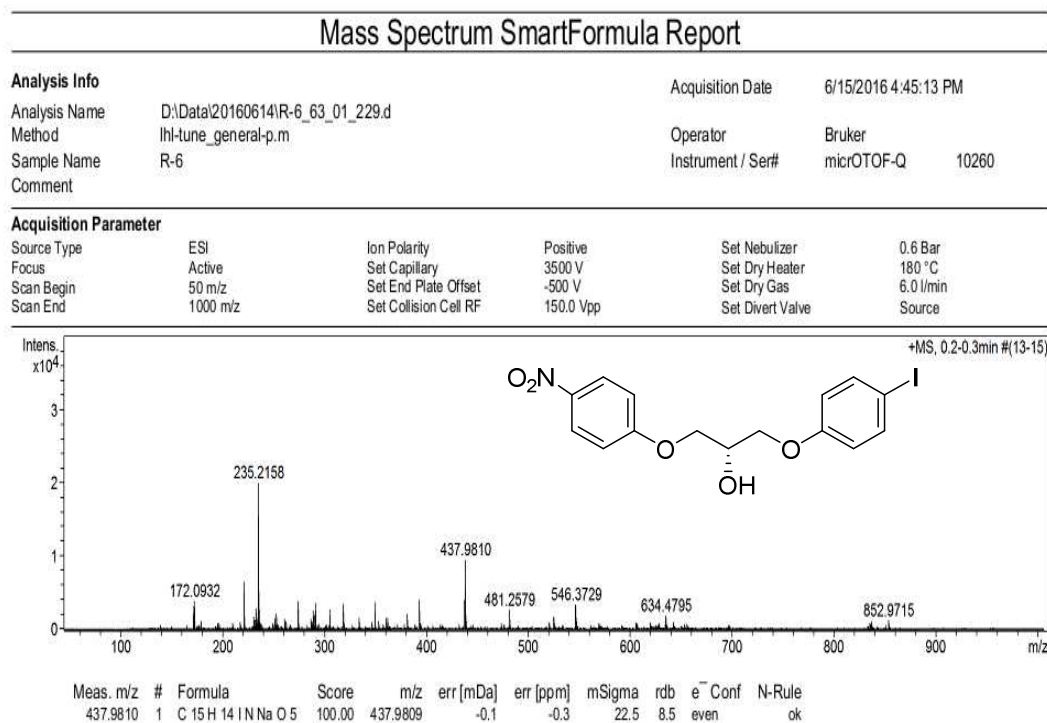 Mass Spectrum SmartFormula Report
Analysis Info
Acquisition Date 6/15/2016 4:45:13 PM
Analysis Name D:\Data\20160614\R-6_63_01_229.d
Method lhl-tune_general-p.m Operator Bruker
Sample Name R-6 Instrument / Ser# micrOTOF-Q 10260
Comment
Acquisition Parameter
Source Type ESI Ion Polarity Positive Set Nebulizer 0.6 Bar
Focus Active Set Capillary 3500 V Set Dry Heater 180 °C
Scan Begin 50 m/z Set End Plate Offset -500 V Set Dry Gas 6.0 l/min
Scan End 1000 m/z Set Collision Cell RF 150.0 Vpp Set Divert Valve Source
Intens. +MS, 0.2-0.3min #(13-15)
x10⁴
O₂N I
O O
OH
3
2
1
0
235.2158
437.9810
172.0932
481.2579
546.3729
634.4795
852.9715
100 200 300 400 500 600 700 800 900 m/z
Meas. m/z # Formula Score m/z err [mDa] err [ppm] mSigma rdb e⁻ Conf N-Rule
437.9810 1 C 15 H 14 I N Na O 5 100.00 437.9809 -0.1 -0.3 22.5 8.5 even ok